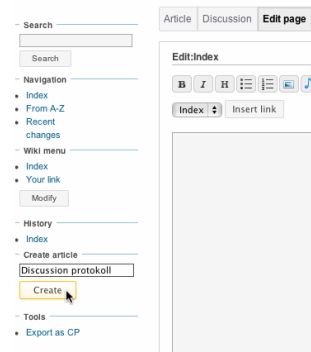 Search
Search
Navigation
Index
From A-Z
Recent
changes
Wiki menu
Index
Your link
Modify
History
Index
Create article
Discussion protokoll
Create
Tools
Export as CP
Article Discussion Edit page
Edit:Index
B I H
Index Insert link